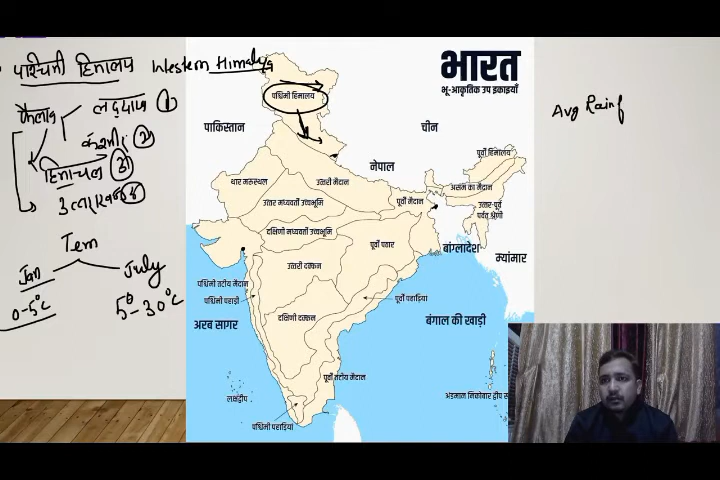 पश्चिमी हिमालय Western Himalya
फैलाव
लद्दाख 1
कश्मीर 2
हिमाचल 3
उत्तराखण्ड 4
Tem
Jan July
0-5°C 5°-30°C
भारत
भू-आकृतिक उप इकाइयाँ
Avg Rainf
पश्चिमी हिमालय
पाकिस्तान
चीन
नेपाल
पूर्वी हिमालय
थार मरूस्थल
उत्तरी मैदान
असम का मैदान
उत्तर मध्यवर्ती उच्चभूमि
पूर्वी मैदान
उत्तर-पूर्व
पर्वत श्रेणी
दक्षिणी मध्यवर्ती उच्चभूमि
पूर्वी पठार
बांग्लादेश
म्यांमार
उत्तरी दक्कन
पश्चिमी तटीय मैदान
पश्चिमी पहाड़ी
पूर्वी पहाड़ियां
अरब सागर
दक्षिणी दक्कन
बंगाल की खाड़ी
पूर्वी तटीय मैदान
लक्षद्वीप
अंडमान निकोबार द्वीप स
पश्चिमी पहाड़ियां